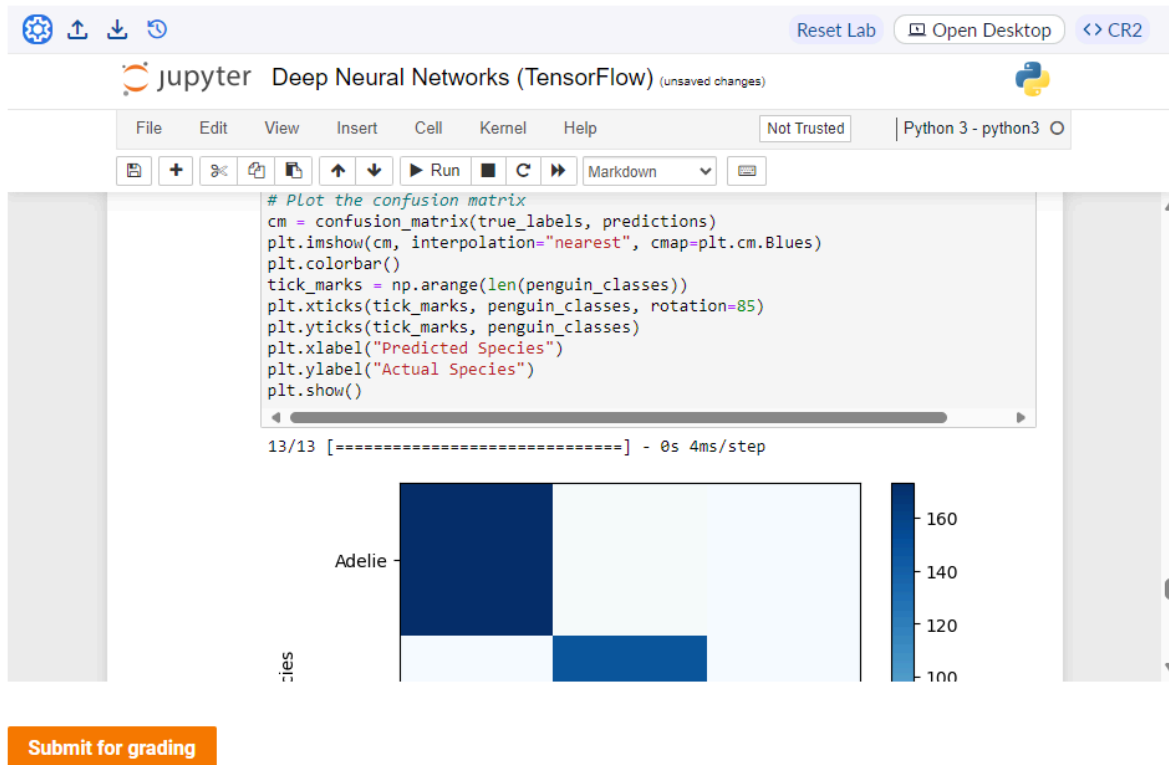 Reset Lab Open Desktop <> CR2
jupyter Deep Neural Networks (TensorFlow) (unsaved changes)
File Edit View Insert Cell Kernel Help Not Trusted Python 3 - python3
Run Markdown
# Plot the confusion matrix
cm = confusion_matrix(true_labels, predictions)
plt.imshow(cm, interpolation="nearest", cmap=plt.cm.Blues)
plt.colorbar()
tick_marks = np.arange(len(penguin_classes))
plt.xticks(tick_marks, penguin_classes, rotation=85)
plt.yticks(tick_marks, penguin_classes)
plt.xlabel("Predicted Species")
plt.ylabel("Actual Species")
plt.show()
13/13 [==============================] - 0s 4ms/step
160
Adelie
140
120
cies
100
Submit for grading